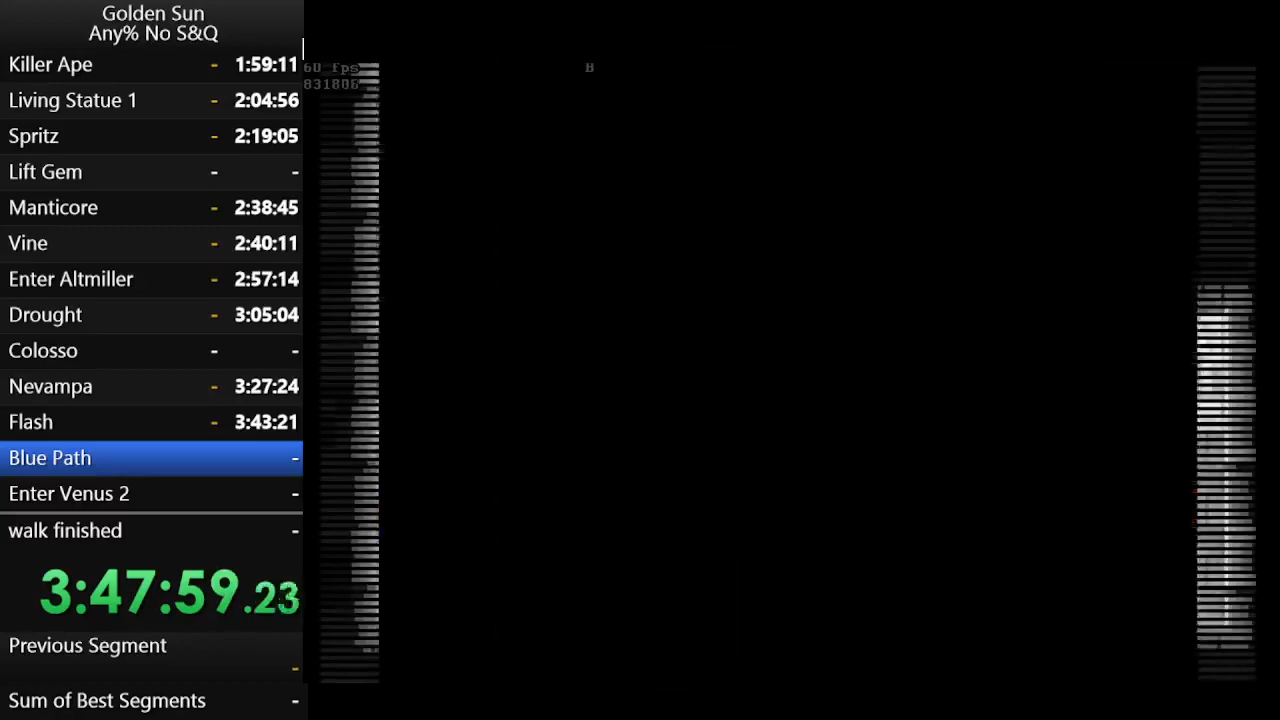 Golden Sun
Any% No S&Q
Killer Ape - 1:59:11
Living Statue 1 - 2:04:56
Spritz - 2:19:05
Lift Gem - -
Manticore - 2:38:45
Vine - 2:40:11
Enter Altmiller - 2:57:14
Drought - 3:05:04
Colosso - -
Nevampa - 3:27:24
Flash - 3:43:21
Blue Path -
Enter Venus 2 -
walk finished -
3:47:59.23
Previous Segment
-
Sum of Best Segments -
60 fps
B